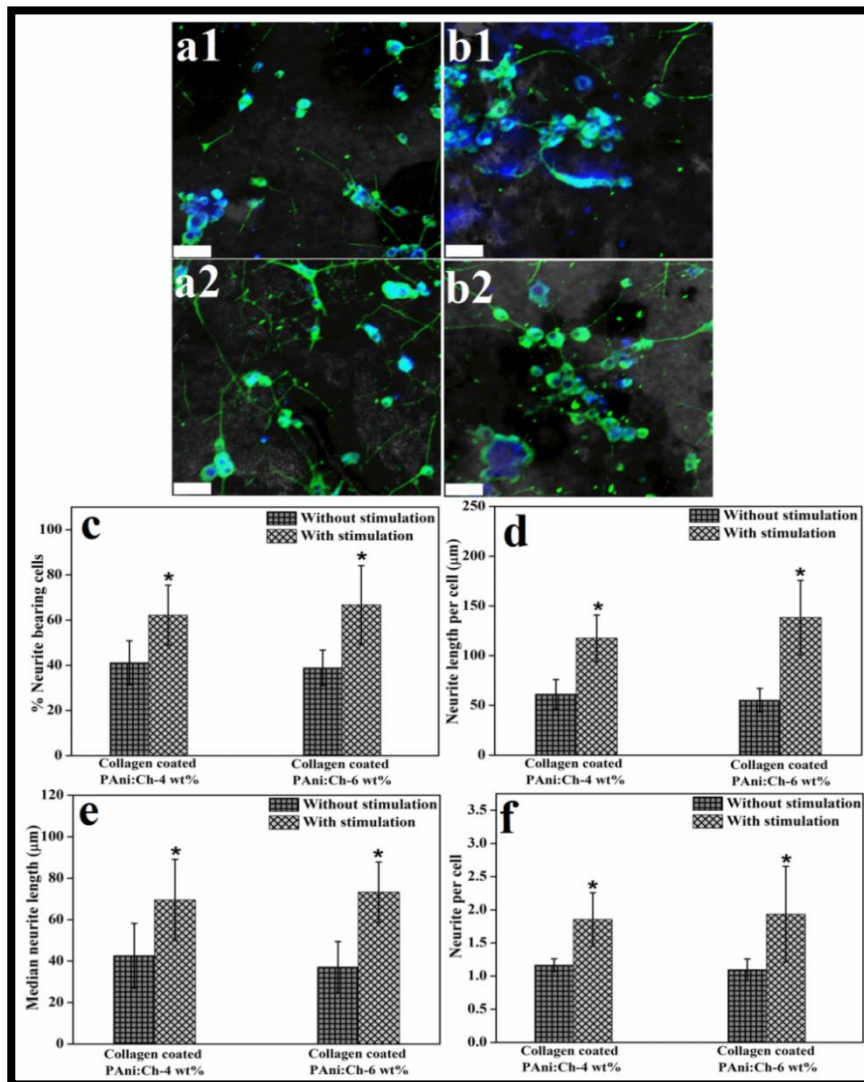 a1
b1
a2
b2
c
Without stimulation
With stimulation
% Neurite bearing cells
100
80
60
40
20
0
*
*
Collagen coated
PAni:Ch-4 wt%
Collagen coated
PAni:Ch-6 wt%
d
Without stimulation
With stimulation
Neurite length per cell (µm)
250
200
150
100
50
0
*
*
Collagen coated
PAni:Ch-4 wt%
Collagen coated
PAni:Ch-6 wt%
e
Without stimulation
With stimulation
Median neurite length (µm)
120
100
80
60
40
20
0
*
*
Collagen coated
PAni:Ch-4 wt%
Collagen coated
PAni:Ch-6 wt%
f
Without stimulation
With stimulation
Neurite per cell
3.5
3.0
2.5
2.0
1.5
1.0
0.5
0.0
*
*
Collagen coated
PAni:Ch-4 wt%
Collagen coated
PAni:Ch-6 wt%